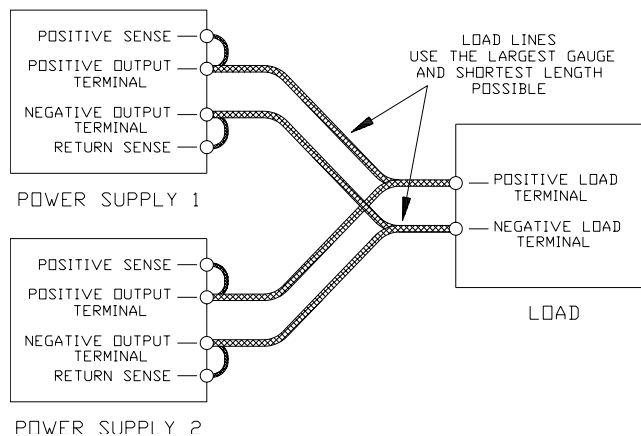 POSITIVE SENSE
POSITIVE OUTPUT
TERMINAL
NEGATIVE OUTPUT
TERMINAL
RETURN SENSE
POWER SUPPLY 1
LOAD LINES
USE THE LARGEST GAUGE
AND SHORTEST LENGTH
POSSIBLE
POSITIVE LOAD
TERMINAL
NEGATIVE LOAD
TERMINAL
LOAD
POSITIVE SENSE
POSITIVE OUTPUT
TERMINAL
NEGATIVE OUTPUT
TERMINAL
RETURN SENSE
POWER SUPPLY 2